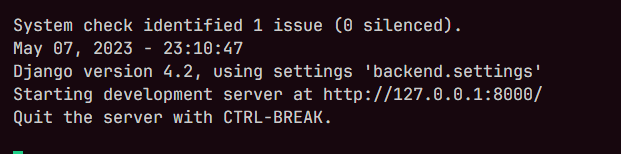 System check identified 1 issue (0 silenced).
May 07, 2023 - 23:10:47
Django version 4.2, using settings 'backend.settings'
Starting development server at http://127.0.0.1:8000/
Quit the server with CTRL-BREAK.